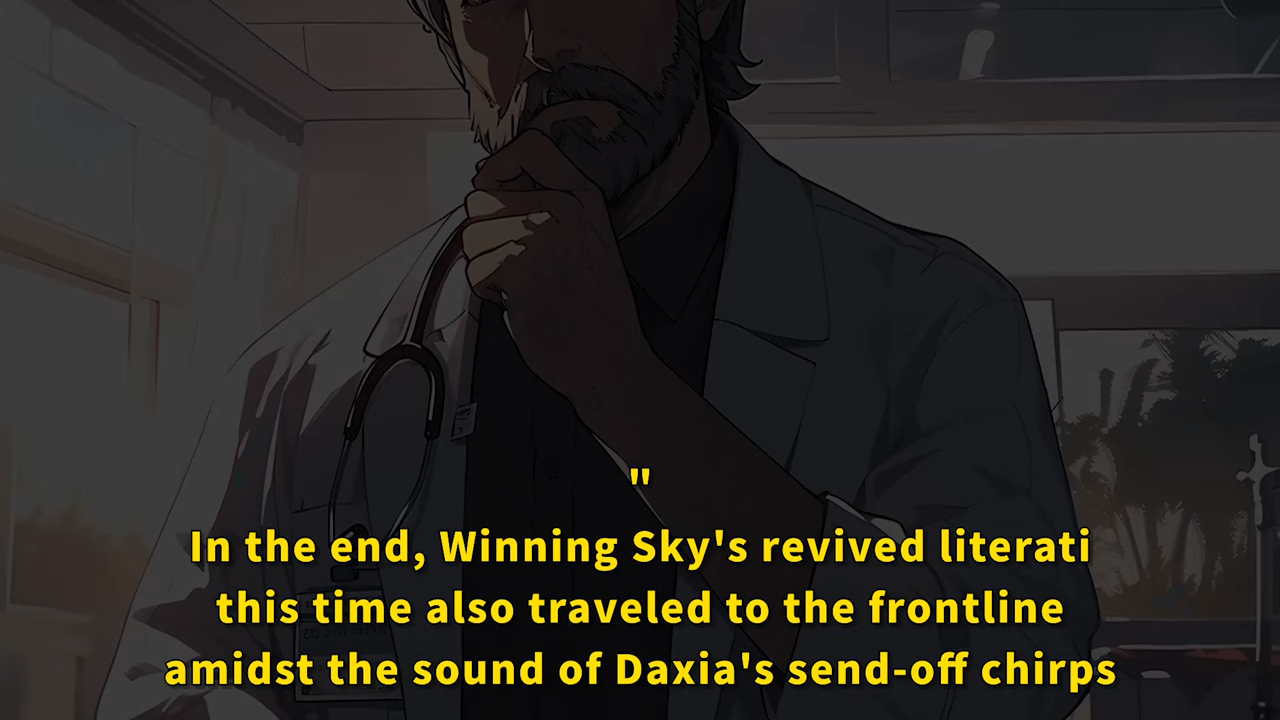 "
In the end, Winning Sky's revived literati
this time also traveled to the frontline
amidst the sound of Daxia's send-off chirps